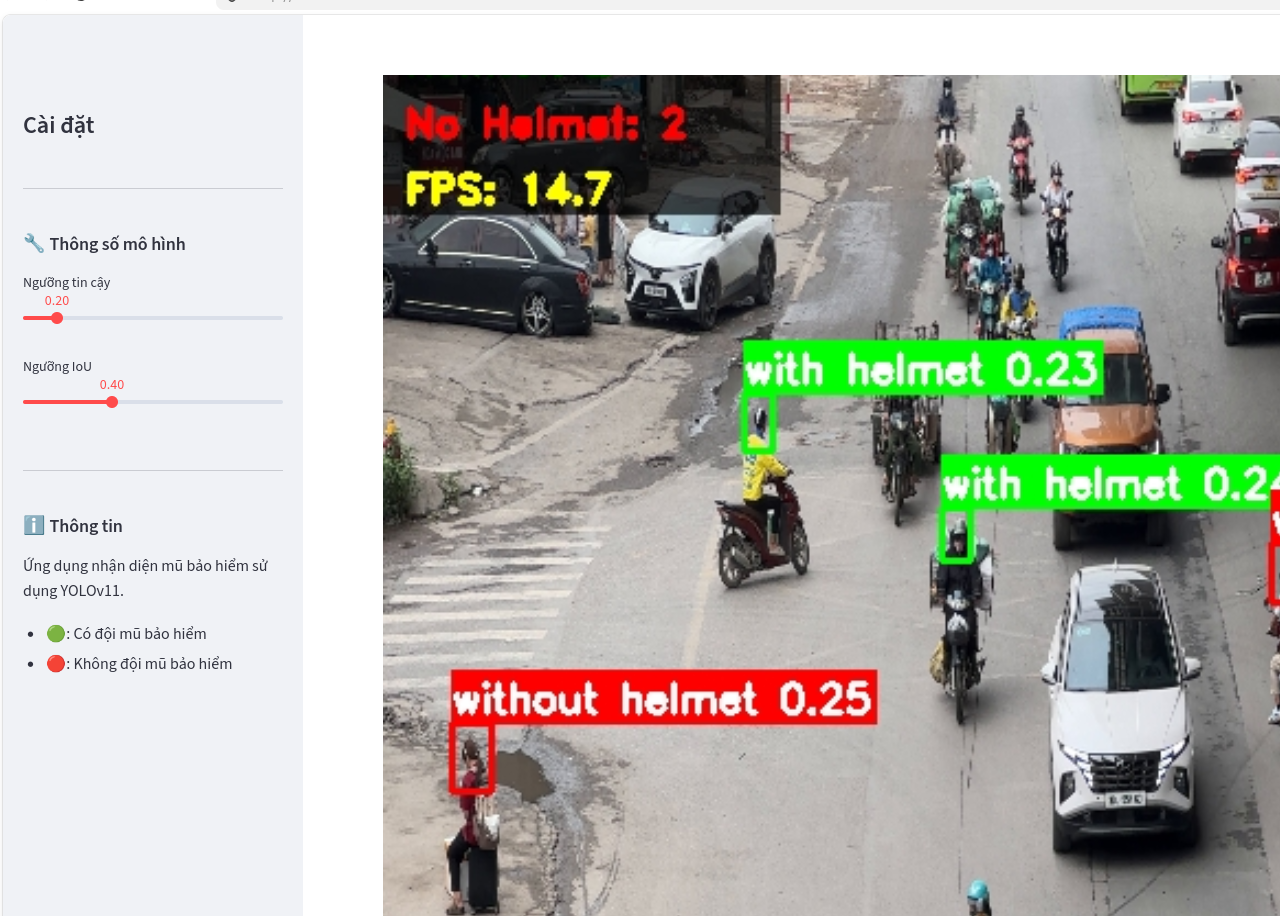 Cài đặt
🔧 Thông số mô hình
Ngưỡng tin cậy
0.20
Ngưỡng IoU
0.40
ℹ️ Thông tin
Ứng dụng nhận diện mũ bảo hiểm sử
dụng YOLOv11.
🟢: Có đội mũ bảo hiểm
🔴: Không đội mũ bảo hiểm
No Helmet: 2
FPS: 14.7
with helmet 0.23
with helmet 0.24
without helmet 0.25